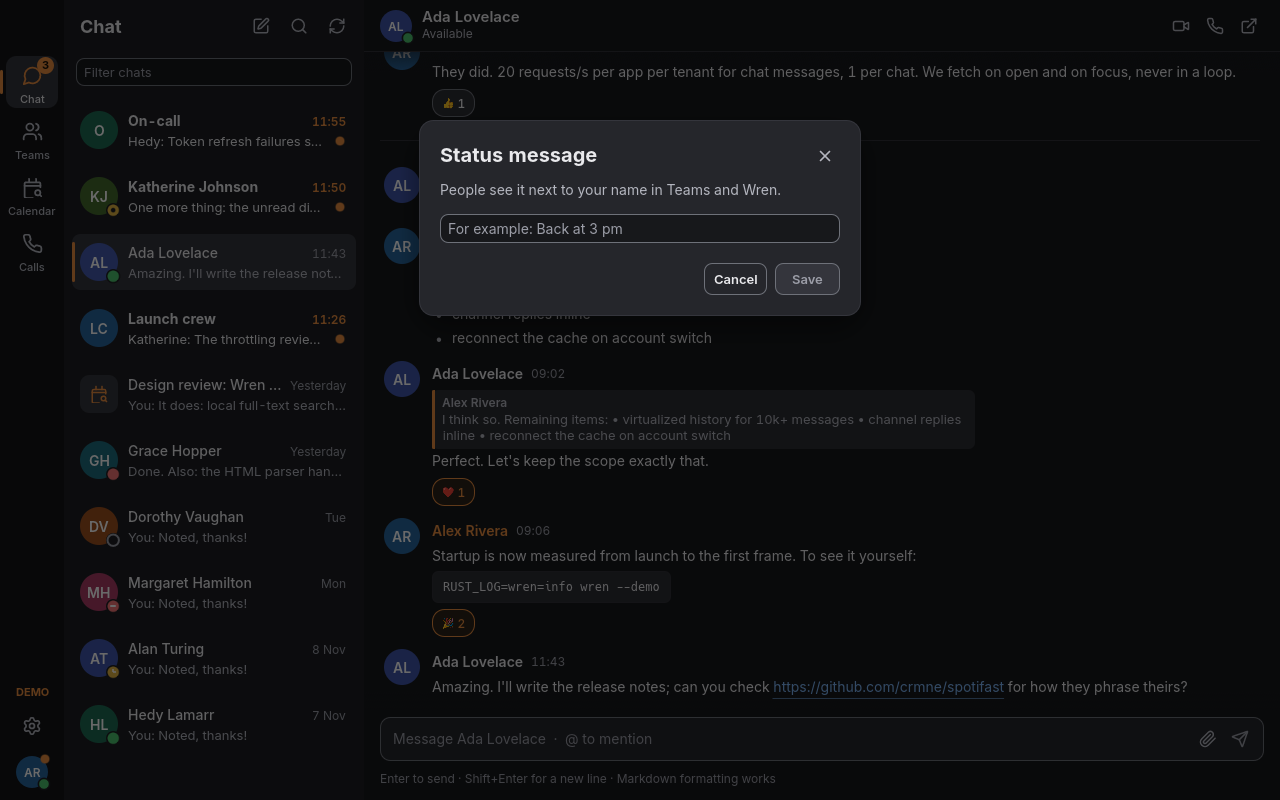 3
Chat
Teams
Calendar
Calls
DEMO
AR
Chat
Filter chats
O
On-call
11:55
Hedy: Token refresh failures s...
KJ
Katherine Johnson
11:50
One more thing: the unread di...
AL
Ada Lovelace
11:43
Amazing. I'll write the release not...
LC
Launch crew
11:26
Katherine: The throttling revie...
Design review: Wren ...
Yesterday
You: It does: local full-text search...
GH
Grace Hopper
Yesterday
Done. Also: the HTML parser han...
DV
Dorothy Vaughan
Tue
You: Noted, thanks!
MH
Margaret Hamilton
Mon
You: Noted, thanks!
AT
Alan Turing
8 Nov
You: Noted, thanks!
HL
Hedy Lamarr
7 Nov
You: Noted, thanks!
AL
Ada Lovelace
Available
AR
They did. 20 requests/s per app per tenant for chat messages, 1 per chat. We fetch on open and on focus, never in a loop.
👍 1
AL
AR
Status message
People see it next to your name in Teams and Wren.
For example: Back at 3 pm
Cancel
Save
• channel replies inline
• reconnect the cache on account switch
AL
Ada Lovelace 09:02
Alex Rivera
I think so. Remaining items: • virtualized history for 10k+ messages • channel replies
inline • reconnect the cache on account switch
Perfect. Let's keep the scope exactly that.
❤️ 1
AR
Alex Rivera 09:06
Startup is now measured from launch to the first frame. To see it yourself:
RUST_LOG=wren=info wren --demo
🎉 2
AL
Ada Lovelace 11:43
Amazing. I'll write the release notes; can you check https://github.com/crmne/spotifast for how they phrase theirs?
Message Ada Lovelace · @ to mention
Enter to send · Shift+Enter for a new line · Markdown formatting works